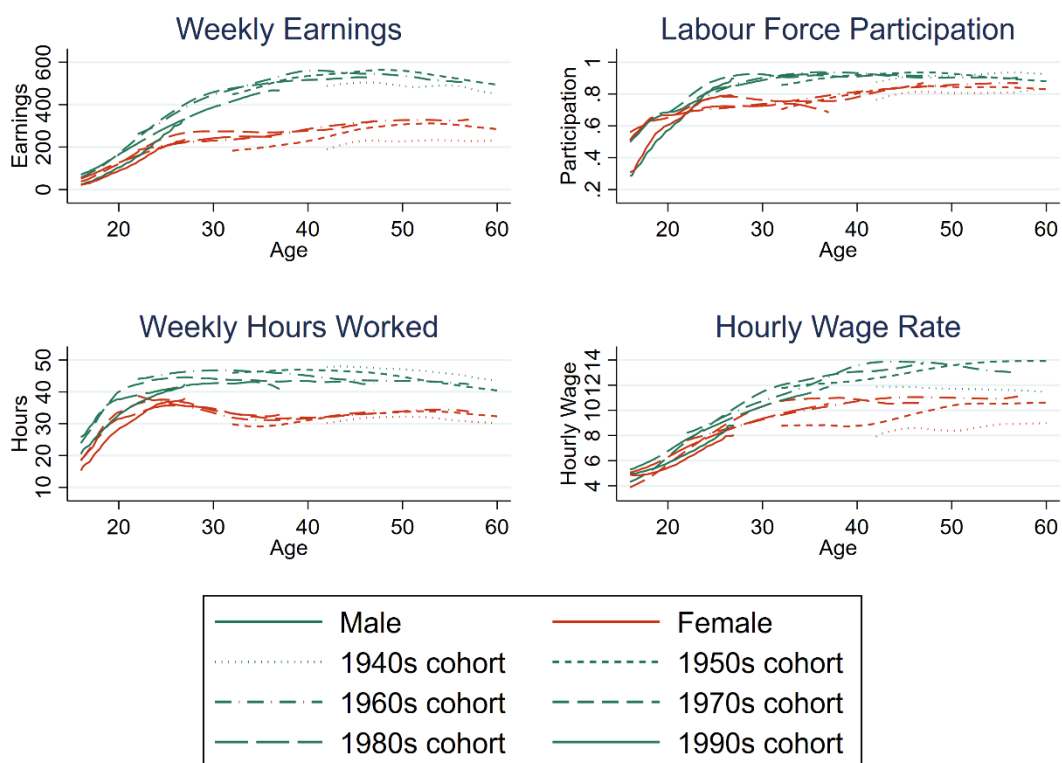 Weekly Earnings
Earnings
0 200 400 600
20 30 40 50 60
Age
Labour Force Participation
Participation
.2 .4 .6 .8 1
20 30 40 50 60
Age
Weekly Hours Worked
Hours
10 20 30 40 50
20 30 40 50 60
Age
Hourly Wage Rate
Hourly Wage
4 6 8 10 12 14
20 30 40 50 60
Age
Male Female
1940s cohort 1950s cohort
1960s cohort 1970s cohort
1980s cohort 1990s cohort